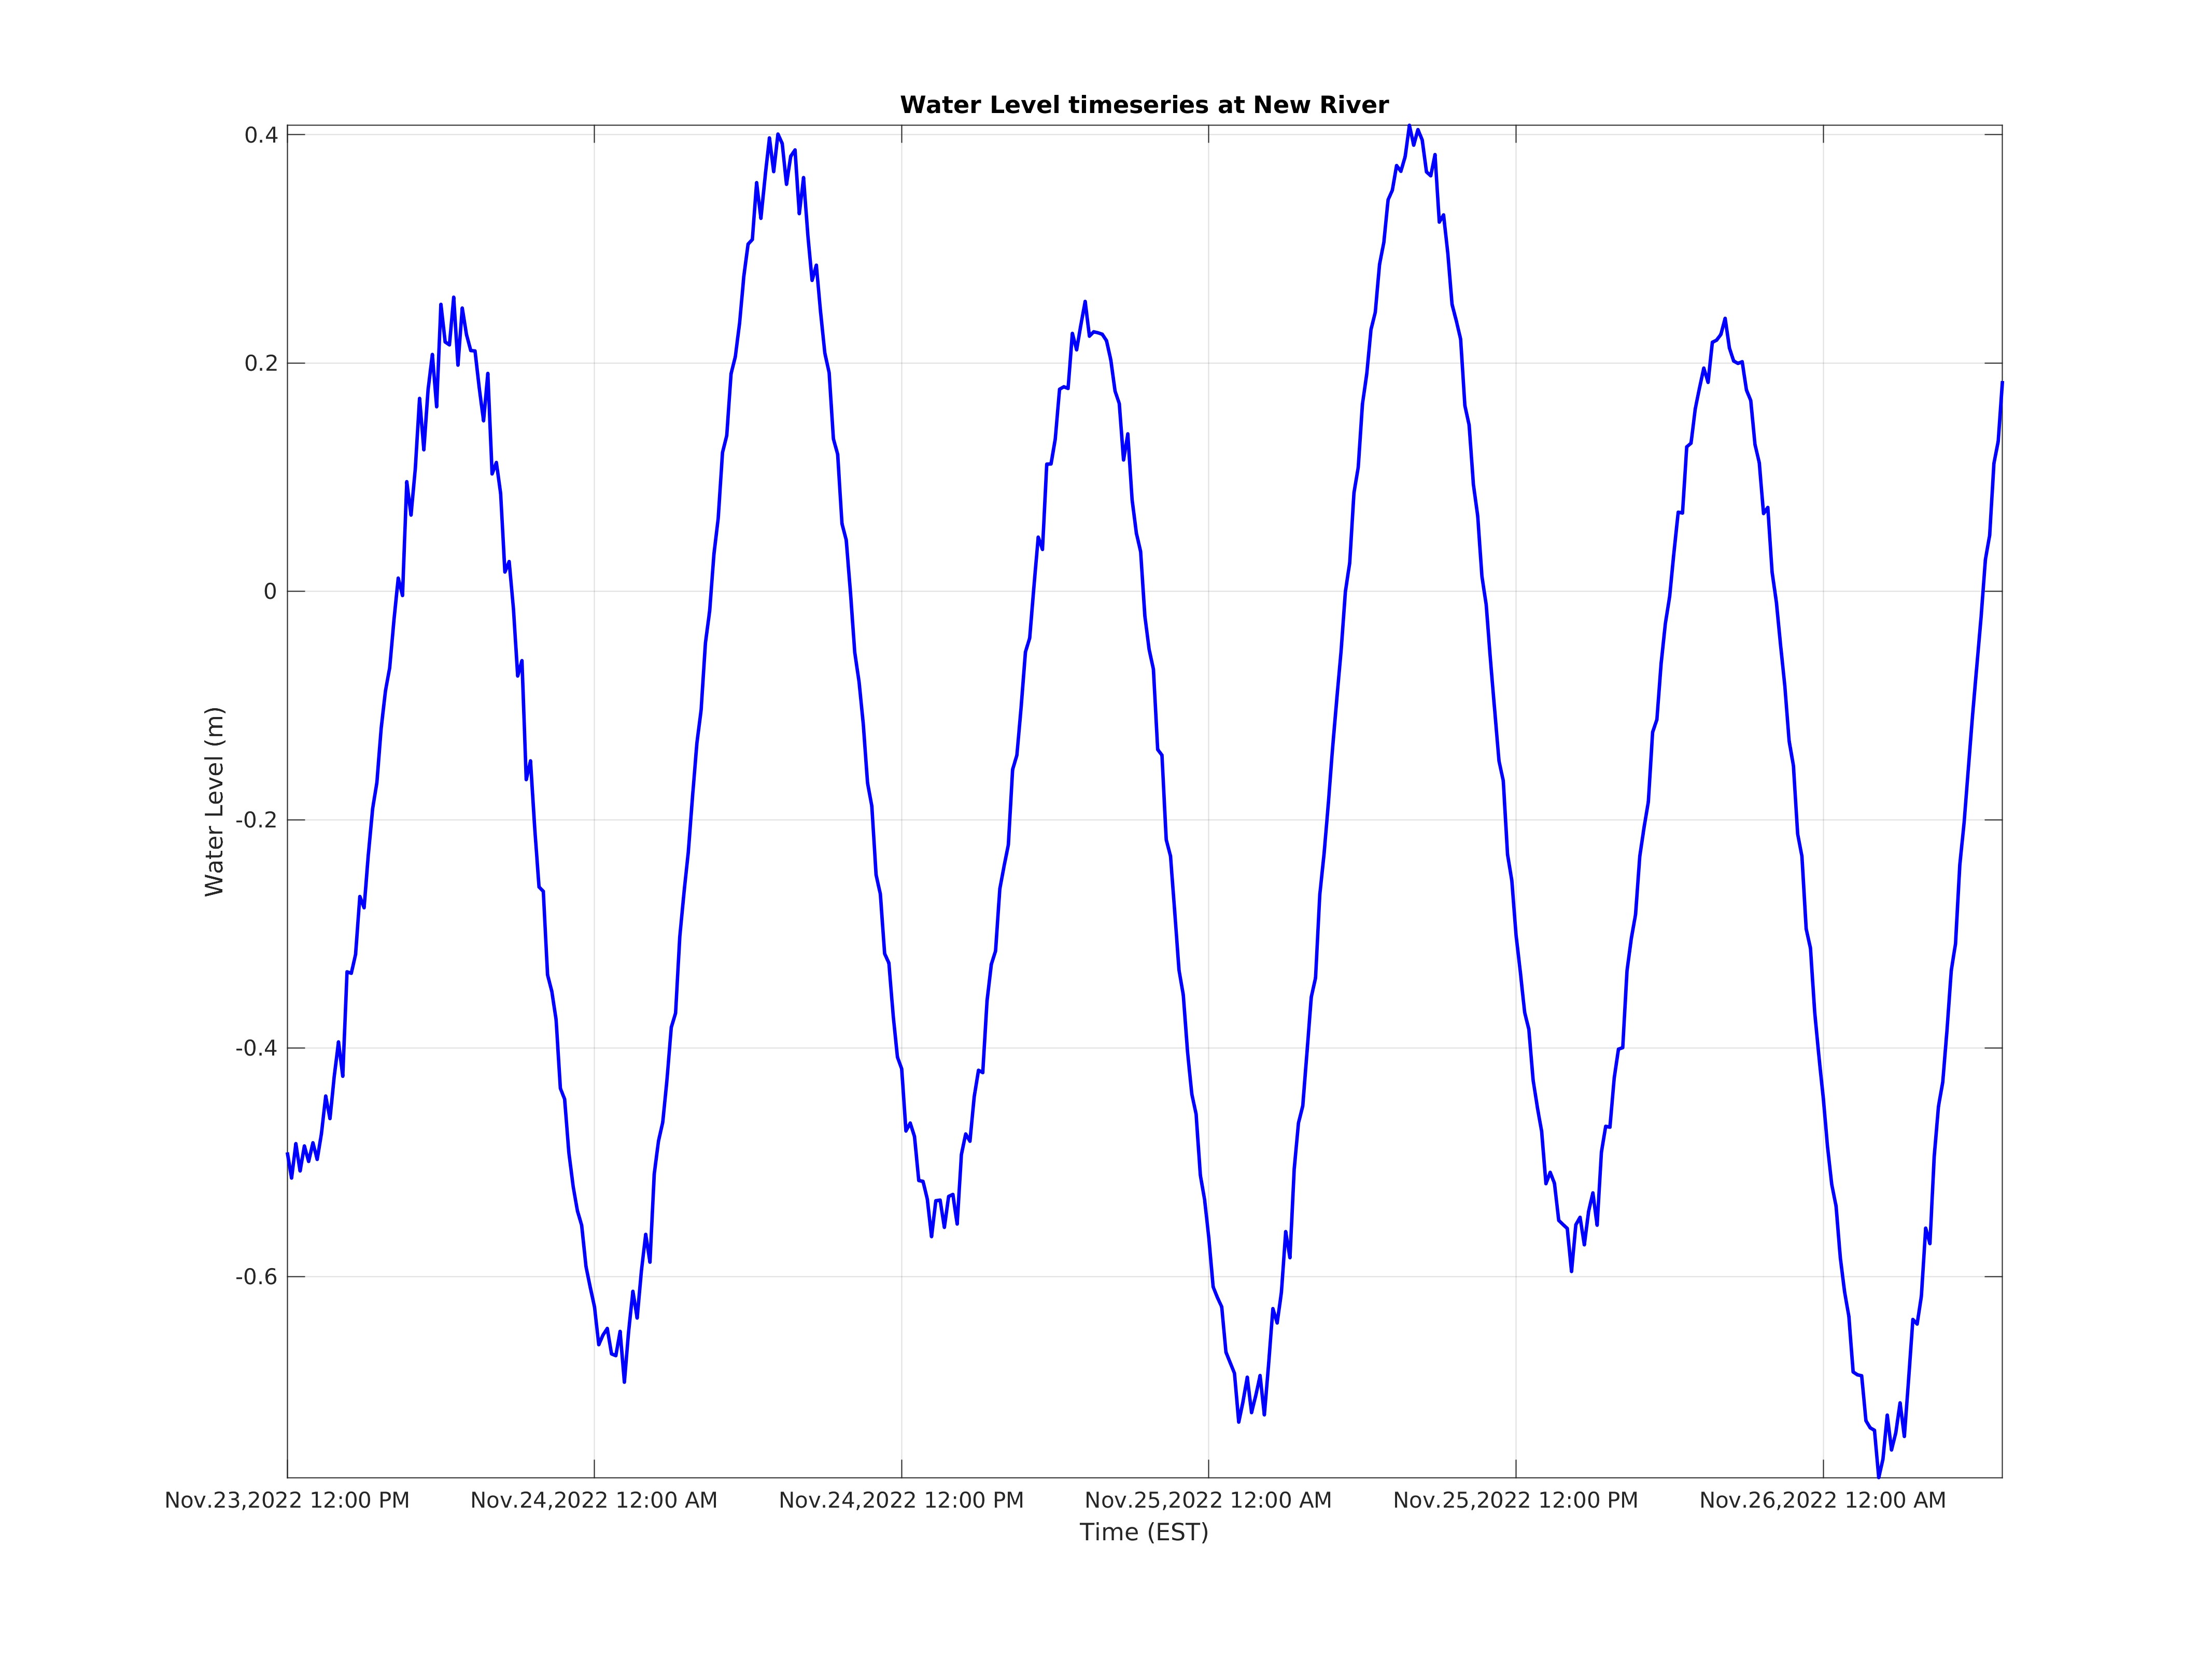 Water Level timeseries at New River
0.4
0.2
0
-0.2
-0.4
-0.6
Water Level (m)
Nov.23,2022 12:00 PM Nov.24,2022 12:00 AM Nov.24,2022 12:00 PM Nov.25,2022 12:00 AM Nov.25,2022 12:00 PM Nov.26,2022 12:00 AM
Time (EST)